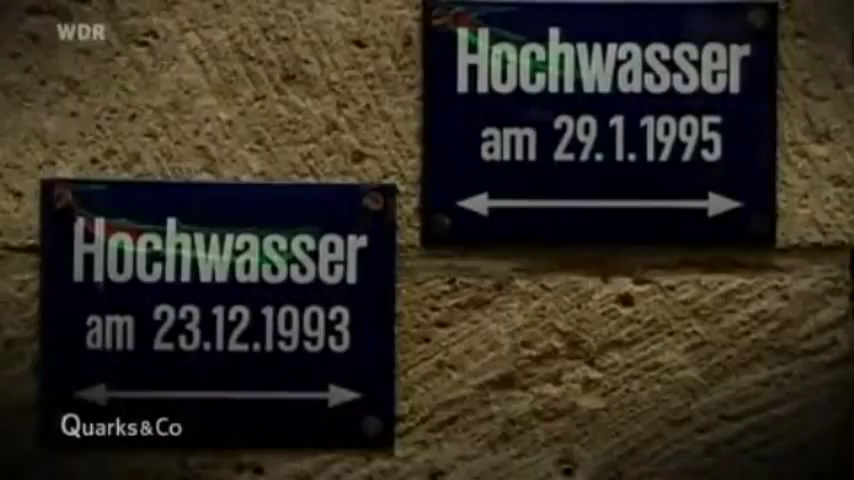 WDR
Hochwasser
am 29.1.1995
Hochwasser
am 23.12.1993
Quarks&Co